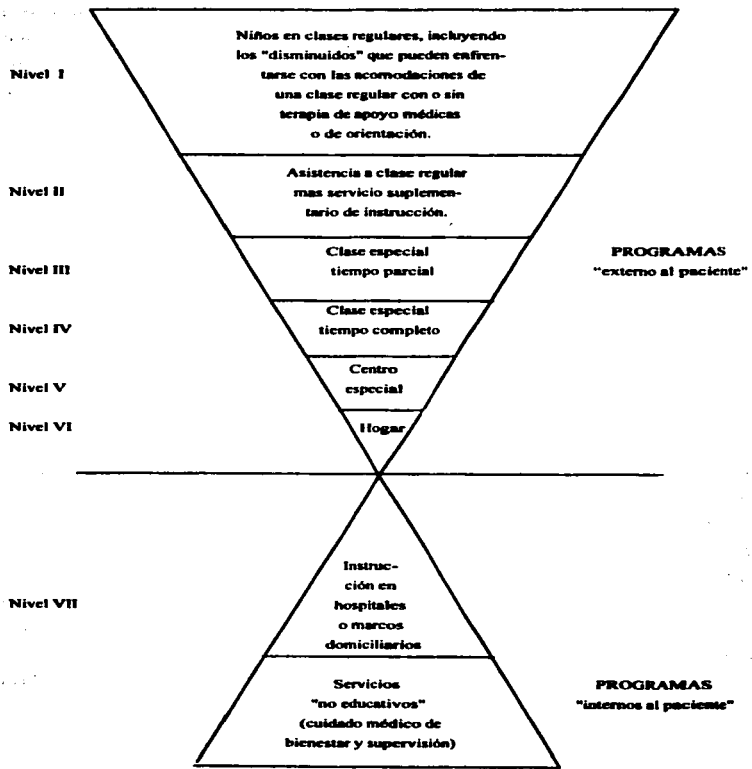 Niños en clases regulares, incluyendo
los "disminuidos" que pueden enfren-
tarse con las acomodaciones de
una clase regular con o sin
terapia de apoyo médicas
o de orientación.
Nivel I
Asistencia a clase regular
mas servicio suplemen-
tario de instrucción.
Nivel II
Clase especial
tiempo parcial
Nivel III
PROGRAMAS
"externo al paciente"
Clase especial
tiempo completo
Nivel IV
Centro
especial
Nivel V
Hogar
Nivel VI
Instruc-
ción en
hospitales
o marcos
domiciliarios
Nivel VII
Servicios
"no educativos"
(cuidado médico de
bienestar y supervisión)
PROGRAMAS
"internos al paciente"